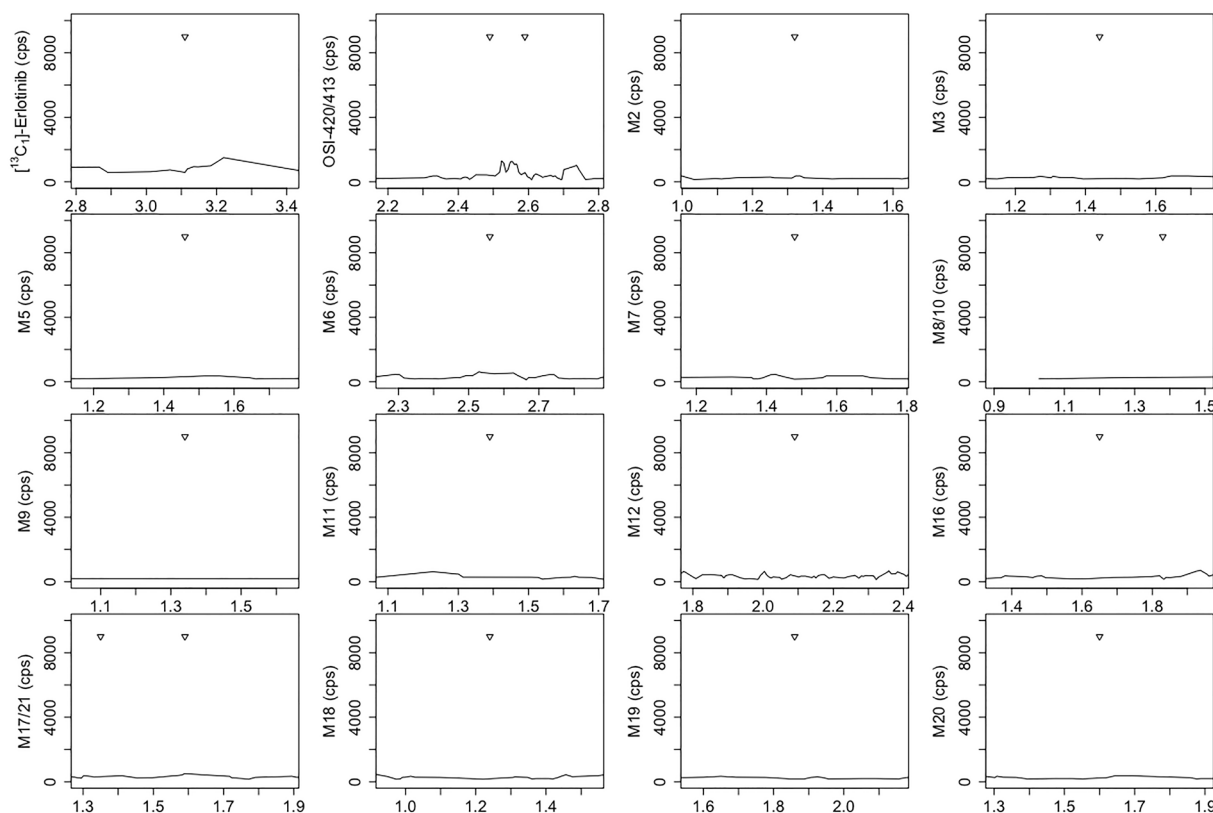 [¹³C₁]-Erlotinib (cps)
0 4000 8000
2.8 3.0 3.2 3.4
OSI-420/413 (cps)
0 4000 8000
2.2 2.4 2.6 2.8
M2 (cps)
0 4000 8000
1.0 1.2 1.4 1.6
M3 (cps)
0 4000 8000
1.2 1.4 1.6
M5 (cps)
0 4000 8000
1.2 1.4 1.6
M6 (cps)
0 4000 8000
2.3 2.5 2.7
M7 (cps)
0 4000 8000
1.2 1.4 1.6 1.8
M8/10 (cps)
0 4000 8000
0.9 1.1 1.3 1.5
M9 (cps)
0 4000 8000
1.1 1.3 1.5
M11 (cps)
0 4000 8000
1.1 1.3 1.5 1.7
M12 (cps)
0 4000 8000
1.8 2.0 2.2 2.4
M16 (cps)
0 4000 8000
1.4 1.6 1.8
M17/21 (cps)
0 4000 8000
1.3 1.5 1.7 1.9
M18 (cps)
0 4000 8000
1.0 1.2 1.4
M19 (cps)
0 4000 8000
1.6 1.8 2.0
M20 (cps)
0 4000 8000
1.3 1.5 1.7 1.9